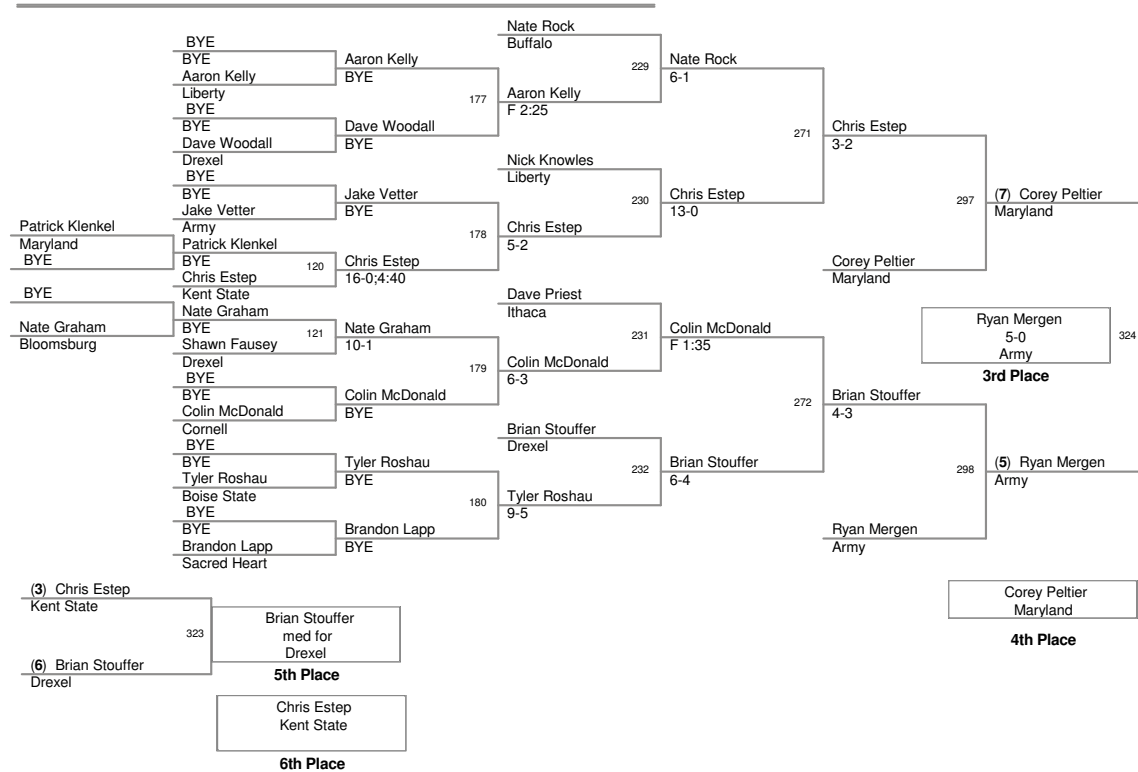 Nate Rock
Buffalo
BYE
BYE
Aaron Kelly
Liberty
Aaron Kelly
BYE
229
Nate Rock
6-1
177
Aaron Kelly
F 2:25
BYE
BYE
Dave Woodall
Drexel
Dave Woodall
BYE
271
Chris Estep
3-2
Nick Knowles
Liberty
BYE
BYE
Jake Vetter
Army
Jake Vetter
BYE
230
Chris Estep
13-0
297
(7) Corey Peltier
Maryland
Patrick Klenkel
Maryland
BYE
178
Chris Estep
5-2
Patrick Klenkel
BYE
Chris Estep
Kent State
120
Chris Estep
16-0;4:40
Corey Peltier
Maryland
BYE
Nate Graham
Bloomsburg
Dave Priest
Ithaca
Nate Graham
BYE
Shawn Fausey
Drexel
121
Nate Graham
10-1
231
Colin McDonald
F 1:35
Ryan Mergen
5-0
Army
324
3rd Place
179
Colin McDonald
6-3
BYE
BYE
Colin McDonald
Cornell
Colin McDonald
BYE
272
Brian Stouffer
4-3
Brian Stouffer
Drexel
BYE
BYE
Tyler Roshau
Boise State
Tyler Roshau
BYE
232
Brian Stouffer
6-4
298
(5) Ryan Mergen
Army
180
Tyler Roshau
9-5
BYE
BYE
Brandon Lapp
Sacred Heart
Brandon Lapp
BYE
Ryan Mergen
Army
(3) Chris Estep
Kent State
323
(6) Brian Stouffer
Drexel
Brian Stouffer
med for
Drexel
5th Place
Corey Peltier
Maryland
4th Place
Chris Estep
Kent State
6th Place